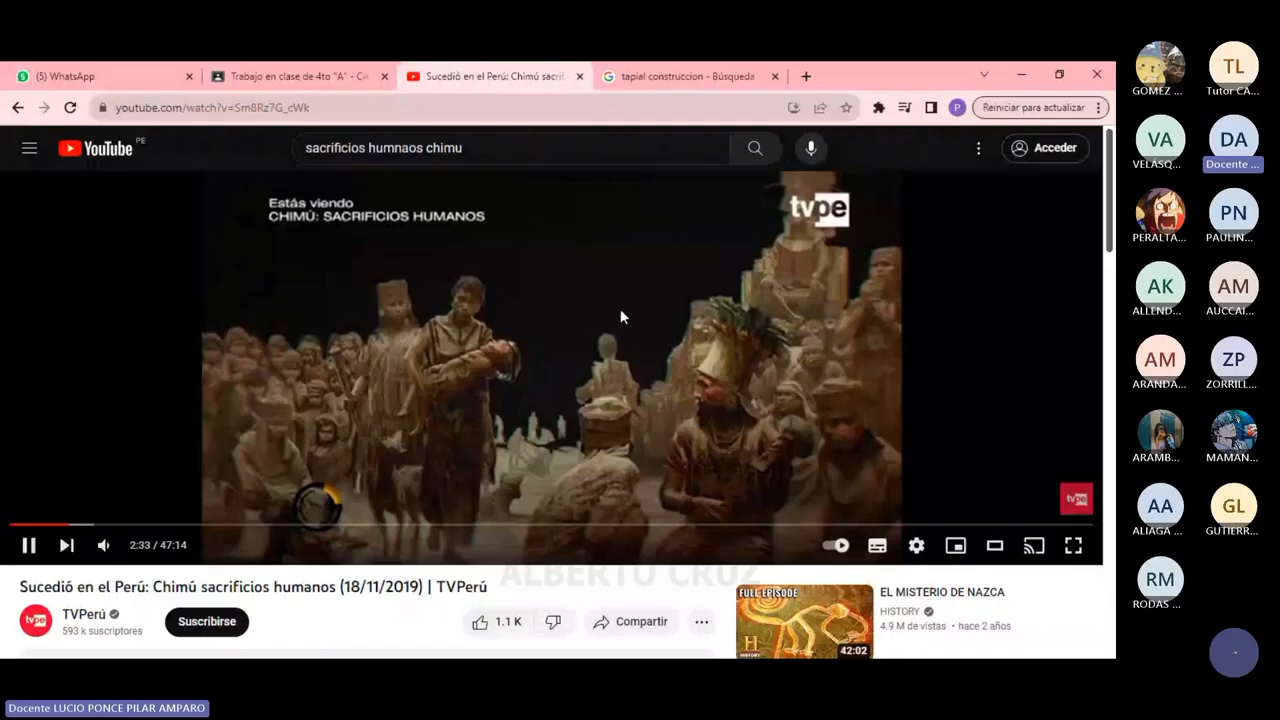 (5) WhatsApp
Trabajo en clase de 4to "A" - CA
Sucedió en el Perú: Chimú sacrif
tapial construccion - Búsqueda
youtube.com/watch?v=Sm8Rz7G_cWk
P
Reiniciar para actualizar
YouTube PE
sacrificios humnaos chimu
Acceder
Estás viendo
CHIMÚ: SACRIFICIOS HUMANOS
tvpe
tvpe
2:33 / 47:14
ALBERTO CRUZ
Sucedió en el Perú: Chimú sacrificios humanos (18/11/2019) | TVPerú
tvpe
TVPerú
593 k suscriptores
Suscribirse
1.1 K
Compartir
FULL EPISODE
H
42:02
EL MISTERIO DE NAZCA
HISTORY
4.9 M de vistas • hace 2 años
GOMEZ ...
TL
Tutor CA...
VA
VELÁSQ...
DA
Docente ...
PERALTA...
PN
PAULIN...
AK
ALLEND...
AM
AUCCAI...
AM
ARANDA...
ZP
ZORRILL...
ARAMB...
MAMAN...
AA
ALIAGA ...
GL
GUTIERR...
RM
RODAS ...
Docente LUCIO PONCE PILAR AMPARO